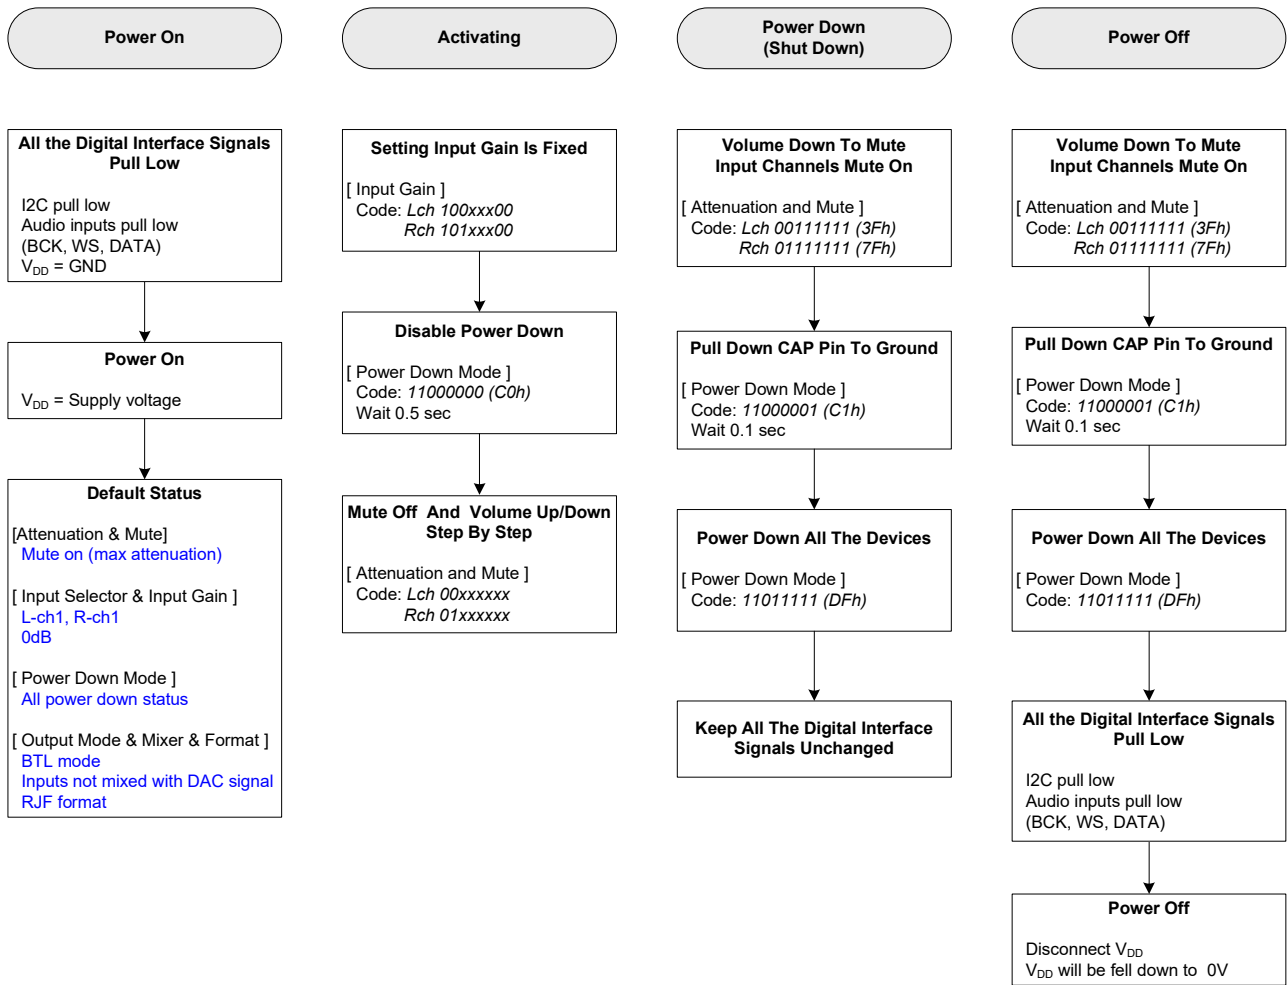 Power On
All the Digital Interface Signals
Pull Low
I2C pull low
Audio inputs pull low
(BCK, WS, DATA)
VDD = GND
Power On
VDD = Supply voltage
Default Status
[Attenuation & Mute]
Mute on (max attenuation)
[ Input Selector & Input Gain ]
L-ch1, R-ch1
0dB
[ Power Down Mode ]
All power down status
[ Output Mode & Mixer & Format ]
BTL mode
Inputs not mixed with DAC signal
RJF format
Activating
Setting Input Gain Is Fixed
[ Input Gain ]
Code: Lch 100xxx00
Rch 101xxx00
Disable Power Down
[ Power Down Mode ]
Code: 11000000 (C0h)
Wait 0.5 sec
Mute Off And Volume Up/Down
Step By Step
[ Attenuation and Mute ]
Code: Lch 00xxxxxx
Rch 01xxxxxx
Power Down
(Shut Down)
Volume Down To Mute
Input Channels Mute On
[ Attenuation and Mute ]
Code: Lch 00111111 (3Fh)
Rch 01111111 (7Fh)
Pull Down CAP Pin To Ground
[ Power Down Mode ]
Code: 11000001 (C1h)
Wait 0.1 sec
Power Down All The Devices
[ Power Down Mode ]
Code: 11011111 (DFh)
Keep All The Digital Interface
Signals Unchanged
Power Off
Volume Down To Mute
Input Channels Mute On
[ Attenuation and Mute ]
Code: Lch 00111111 (3Fh)
Rch 01111111 (7Fh)
Pull Down CAP Pin To Ground
[ Power Down Mode ]
Code: 11000001 (C1h)
Wait 0.1 sec
Power Down All The Devices
[ Power Down Mode ]
Code: 11011111 (DFh)
All the Digital Interface Signals
Pull Low
I2C pull low
Audio inputs pull low
(BCK, WS, DATA)
Power Off
Disconnect VDD
VDD will be fell down to 0V